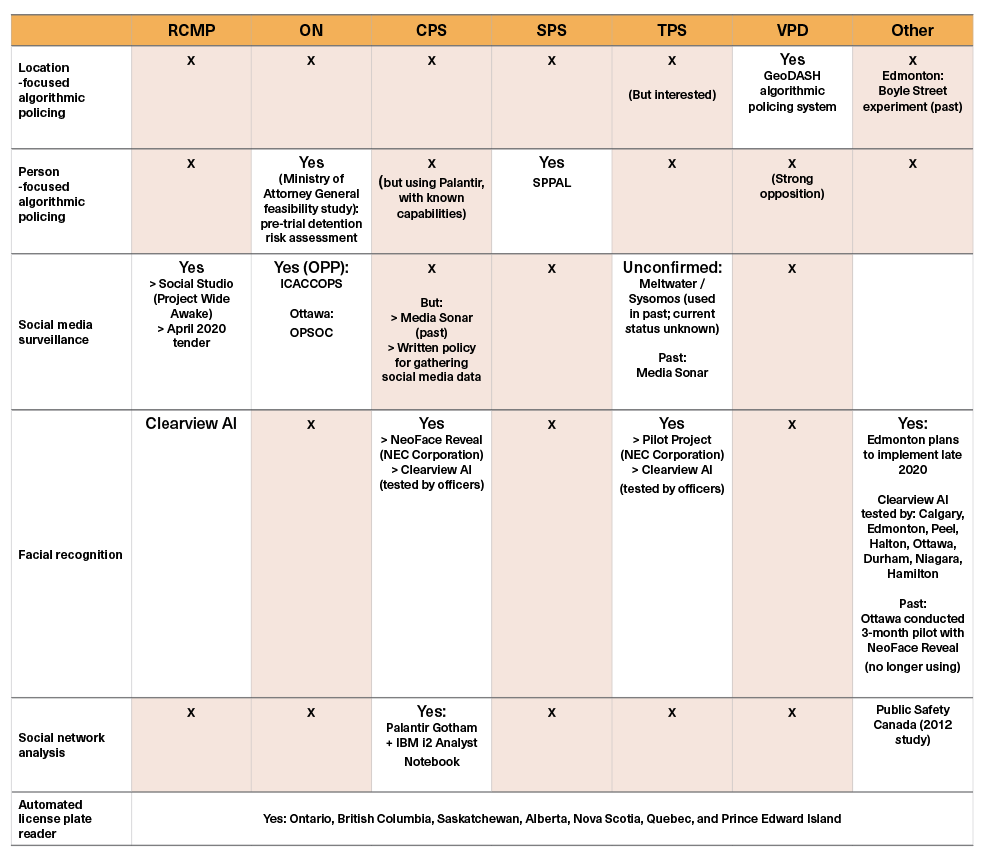 RCMP ON CPS SPS TPS VPD Other
Location
-focused
algorithmic
policing
x
x
x
x
x
(But interested)
Yes
GeoDASH
algorithmic
policing system
x
Edmonton:
Boyle Street
experiment (past)
Person
-focused
algorithmic
policing
x
Yes
(Ministry of
Attorney General
feasibility study):
pre-trial detention
risk assessment
x
(but using Palantir,
with known
capabilities)
Yes
SPPAL
x
x
(Strong
opposition)
x
Social media
surveillance
Yes
> Social Studio
(Project Wide
Awake)
> April 2020
tender
Yes (OPP):
ICACCOPS
Ottawa:
OPSOC
x
But:
> Media Sonar
(past)
> Written policy
for gathering
social media data
x
Unconfirmed:
Meltwater /
Sysomos (used
in past; current
status unknown)
Past:
Media Sonar
x
Facial recognition
Clearview AI
x
Yes
> NeoFace Reveal
(NEC Corporation)
> Clearview AI
(tested by officers)
x
Yes
> Pilot Project
(NEC Corporation)
> Clearview AI
(tested by officers)
x
Yes:
Edmonton plans
to implement late
2020
Clearview AI
tested by: Calgary,
Edmonton, Peel,
Halton, Ottawa,
Durham, Niagara,
Hamilton
Past:
Ottawa conducted
3-month pilot with
NeoFace Reveal
(no longer using)
Social network
analysis
x
x
Yes:
Palantir Gotham
+ IBM i2 Analyst
Notebook
x
x
x
Public Safety
Canada (2012
study)
Automated
license plate
reader
Yes: Ontario, British Columbia, Saskatchewan, Alberta, Nova Scotia, Quebec, and Prince Edward Island